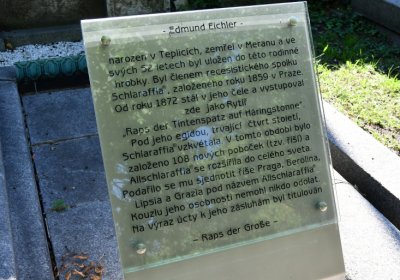 - Edmund Eichler -
narozen v Teplicích, zemřel v Meranu a ve
svých 52 letech byl uložen do této rodinné
hrobky. Byl členem recesistického spolku
Schlaraffia , založeného roku 1859 v Praze.
Od roku 1872 stál v jeho čele a vystupoval
zde jako Rytíř
„Raps der Tintenspatz auf Häringstonne“.
Pod jeho egidou, trvající čtvrt století,
Schlaraffia vzkvétala, v tomto období bylo
založeno 108 nových poboček (tzv. říší) a
Allschlaraffia se rozšířila do celého světa.
Podařilo se mu sjednotit říše Praga, Berolina,
Lipsia a Grazia pod názvem Allschlaraffia“
Kouzlu jeho osobnosti nemohl nikdo odolat.
Na výraz úcty k jeho zásluhám byl titulován
– Raps der Große –